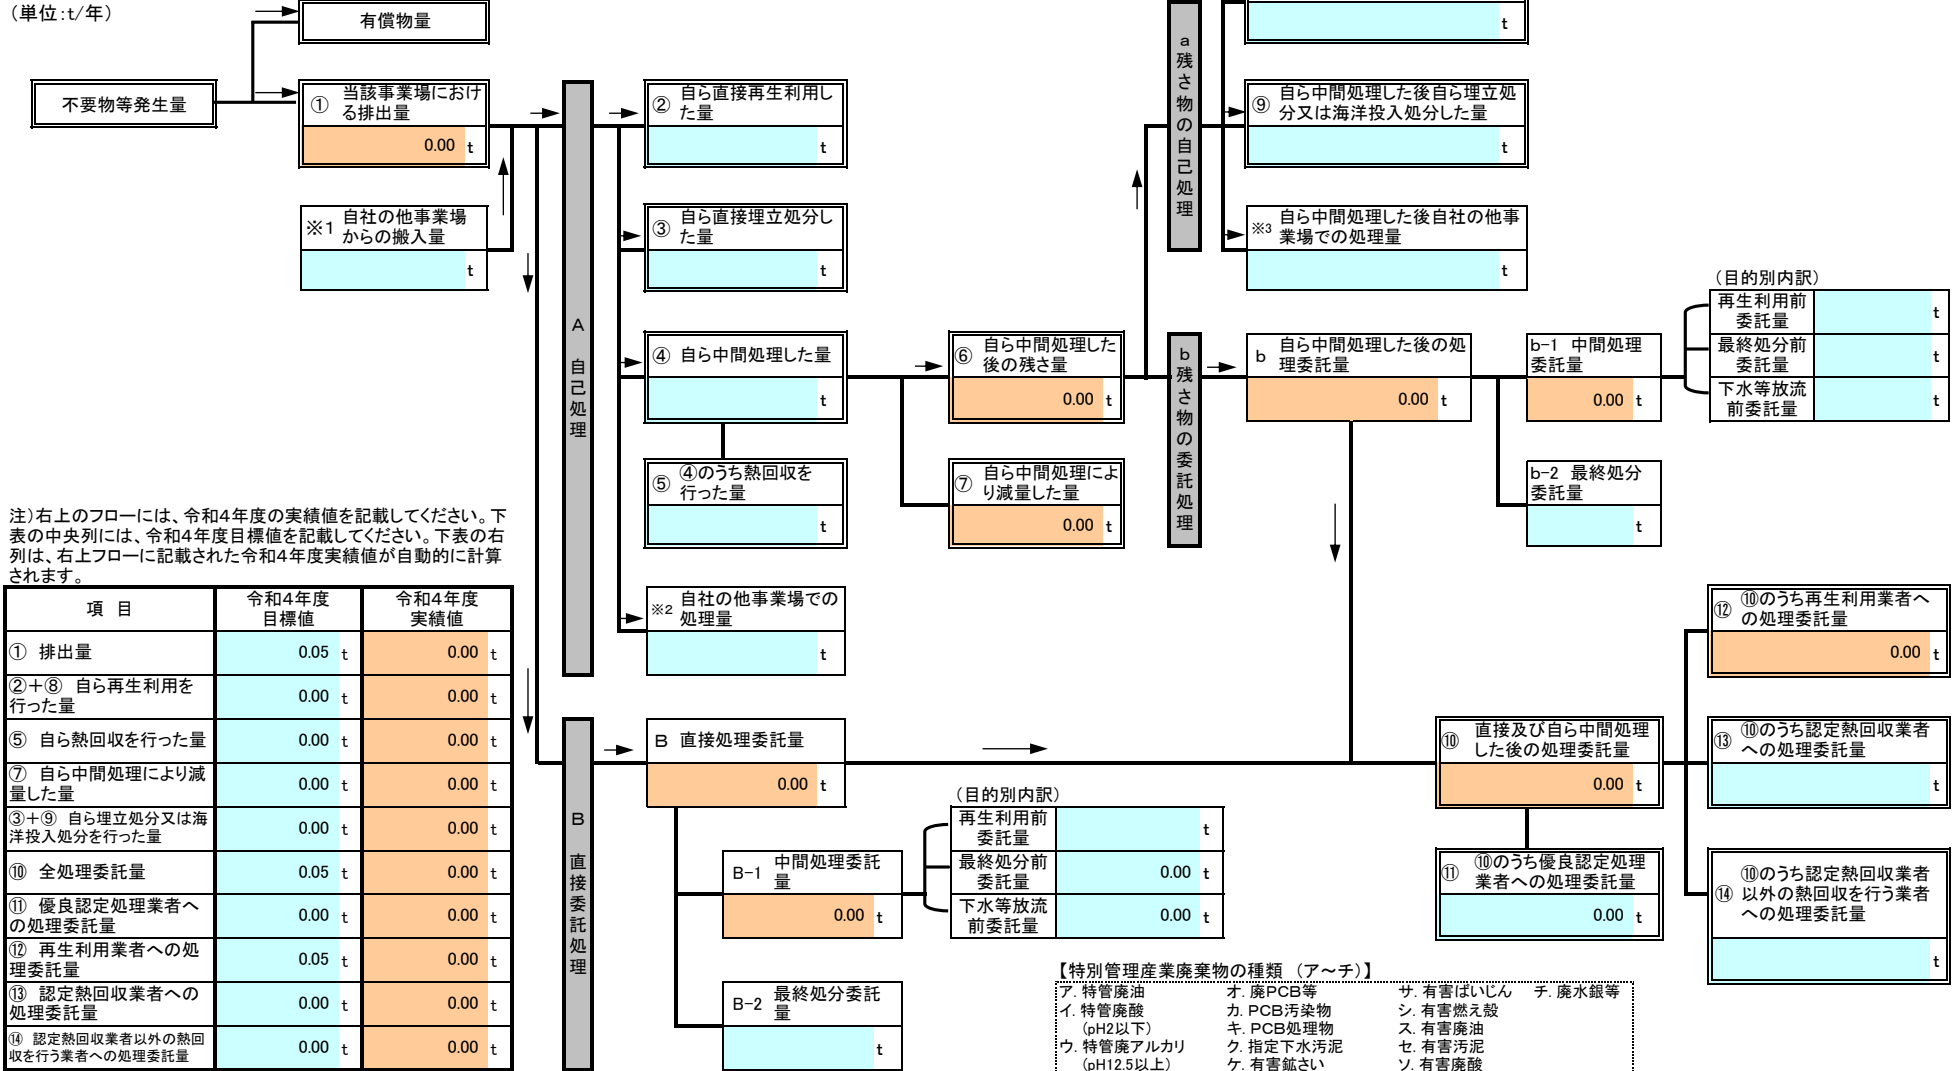 (単位:t/年)
有償物量
不要物等発生量
① 当該事業場におけ
る排出量
0.00 t
※1 自社の他事業場
からの搬入量
t
A 自己処理
② 自ら直接再生利用し
た量
t
③ 自ら直接埋立処分し
た量
t
④ 自ら中間処理した量
t
⑤ ④のうち熱回収を
行った量
t
※2 自社の他事業場での
処理量
t
⑥ 自ら中間処理した
後の残さ量
0.00 t
⑦ 自ら中間処理によ
り減量した量
0.00 t
a 残さ物の自己処理
t
⑨ 自ら中間処理した後自ら埋立処
分又は海洋投入処分した量
t
※3 自ら中間処理した後自社の他事
業場での処理量
t
b 残さ物の委託処理
b 自ら中間処理した後の処
理委託量
0.00 t
b-1 中間処理
委託量
0.00 t
b-2 最終処分
委託量
t
(目的別内訳)
再生利用前
委託量
t
最終処分前
委託量
t
下水等放流
前委託量
t
注)右上のフローには、令和4年度の実績値を記載してください。下
表の中央列には、令和4年度目標値を記載してください。下表の右
列は、右上フローに記載された令和4年度実績値が自動的に計算
されます。
項 目
令和4年度
目標値
令和4年度
実績値
① 排出量
0.05 t 0.00 t
②+⑧ 自ら再生利用を
行った量
0.00 t 0.00 t
⑤ 自ら熱回収を行った量
0.00 t 0.00 t
⑦ 自ら中間処理により減
量した量
0.00 t 0.00 t
③+⑨ 自ら埋立処分又は海
洋投入処分を行った量
0.00 t 0.00 t
⑩ 全処理委託量
0.05 t 0.00 t
⑪ 優良認定処理業者へ
の処理委託量
0.00 t 0.00 t
⑫ 再生利用業者への処
理委託量
0.05 t 0.00 t
⑬ 認定熱回収業者への
処理委託量
0.00 t 0.00 t
⑭ 認定熱回収業者以外の熱回
収を行う業者への処理委託量
0.00 t 0.00 t
B 直接委託処理
B 直接処理委託量
0.00 t
B-1 中間処理委託
量
0.00 t
B-2 最終処分委託
量
t
(目的別内訳)
再生利用前
委託量
t
最終処分前
委託量
0.00 t
下水等放流
前委託量
0.00 t
⑩ 直接及び自ら中間処理
した後の処理委託量
0.00 t
⑪ ⑩のうち優良認定処理
業者への処理委託量
0.00 t
⑫ ⑩のうち再生利用業者へ
の処理委託量
0.00 t
⑬ ⑩のうち認定熱回収業者
への処理委託量
t
⑭ ⑩のうち認定熱回収業者
以外の熱回収を行う業者
への処理委託量
t
【特別管理産業廃棄物の種類 (ア～チ)】
ア. 特管廃油 オ. 廃PCB等 サ. 有害ばいじん チ. 廃水銀等
イ. 特管廃酸 カ. PCB汚染物 シ. 有害燃え殻
(pH2以下) キ. PCB処理物 ス. 有害廃油
ウ. 特管廃アルカリ ク. 指定下水汚泥 セ. 有害汚泥
(pH12.5以上) ケ. 有害鉱さい ソ. 有害廃酸